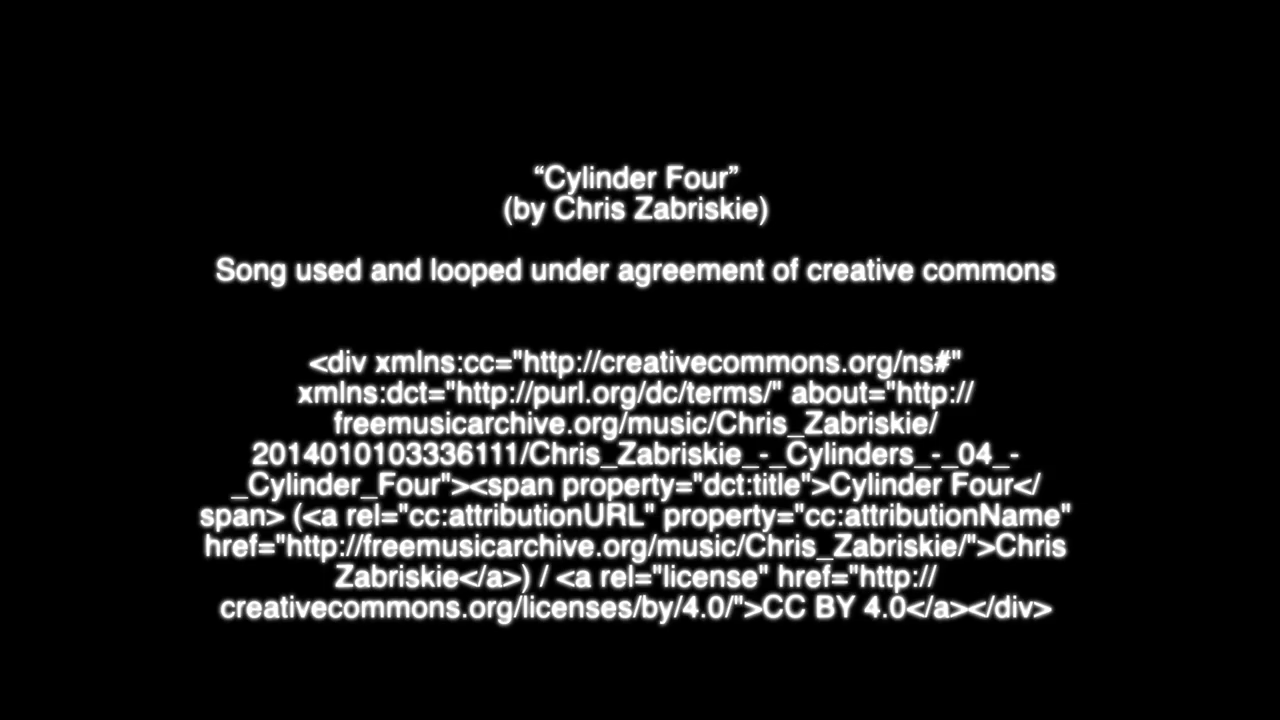 “Cylinder Four”
(by Chris Zabriskie)
Song used and looped under agreement of creative commons
<div xmlns:cc="http://creativecommons.org/ns#"
xmlns:dct="http://purl.org/dc/terms/" about="http://
freemusicarchive.org/music/Chris_Zabriskie/
2014010103336111/Chris_Zabriskie_-_Cylinders_-_04_-
_Cylinder_Four"><span property="dct:title">Cylinder Four</
span> (<a rel="cc:attributionURL" property="cc:attributionName"
href="http://freemusicarchive.org/music/Chris_Zabriskie/">Chris
Zabriskie</a>) / <a rel="license" href="http://
creativecommons.org/licenses/by/4.0/">CC BY 4.0</a></div>